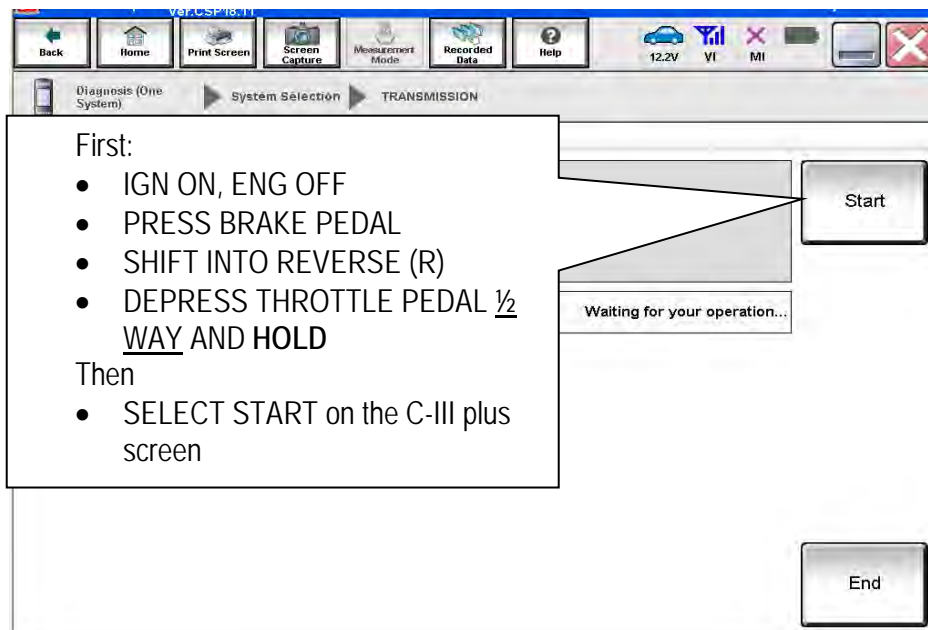 Ver.CSP18.11
Back
Home
Print Screen
Screen
Capture
Measurement
Mode
Recorded
Data
Help
12.2V
VI
MI
Diagnosis (One
System)
System Selection
TRANSMISSION
First:
• IGN ON, ENG OFF
• PRESS BRAKE PEDAL
• SHIFT INTO REVERSE (R)
• DEPRESS THROTTLE PEDAL ½
WAY AND HOLD
Then
• SELECT START on the C-III plus
screen
Start
Waiting for your operation...
End